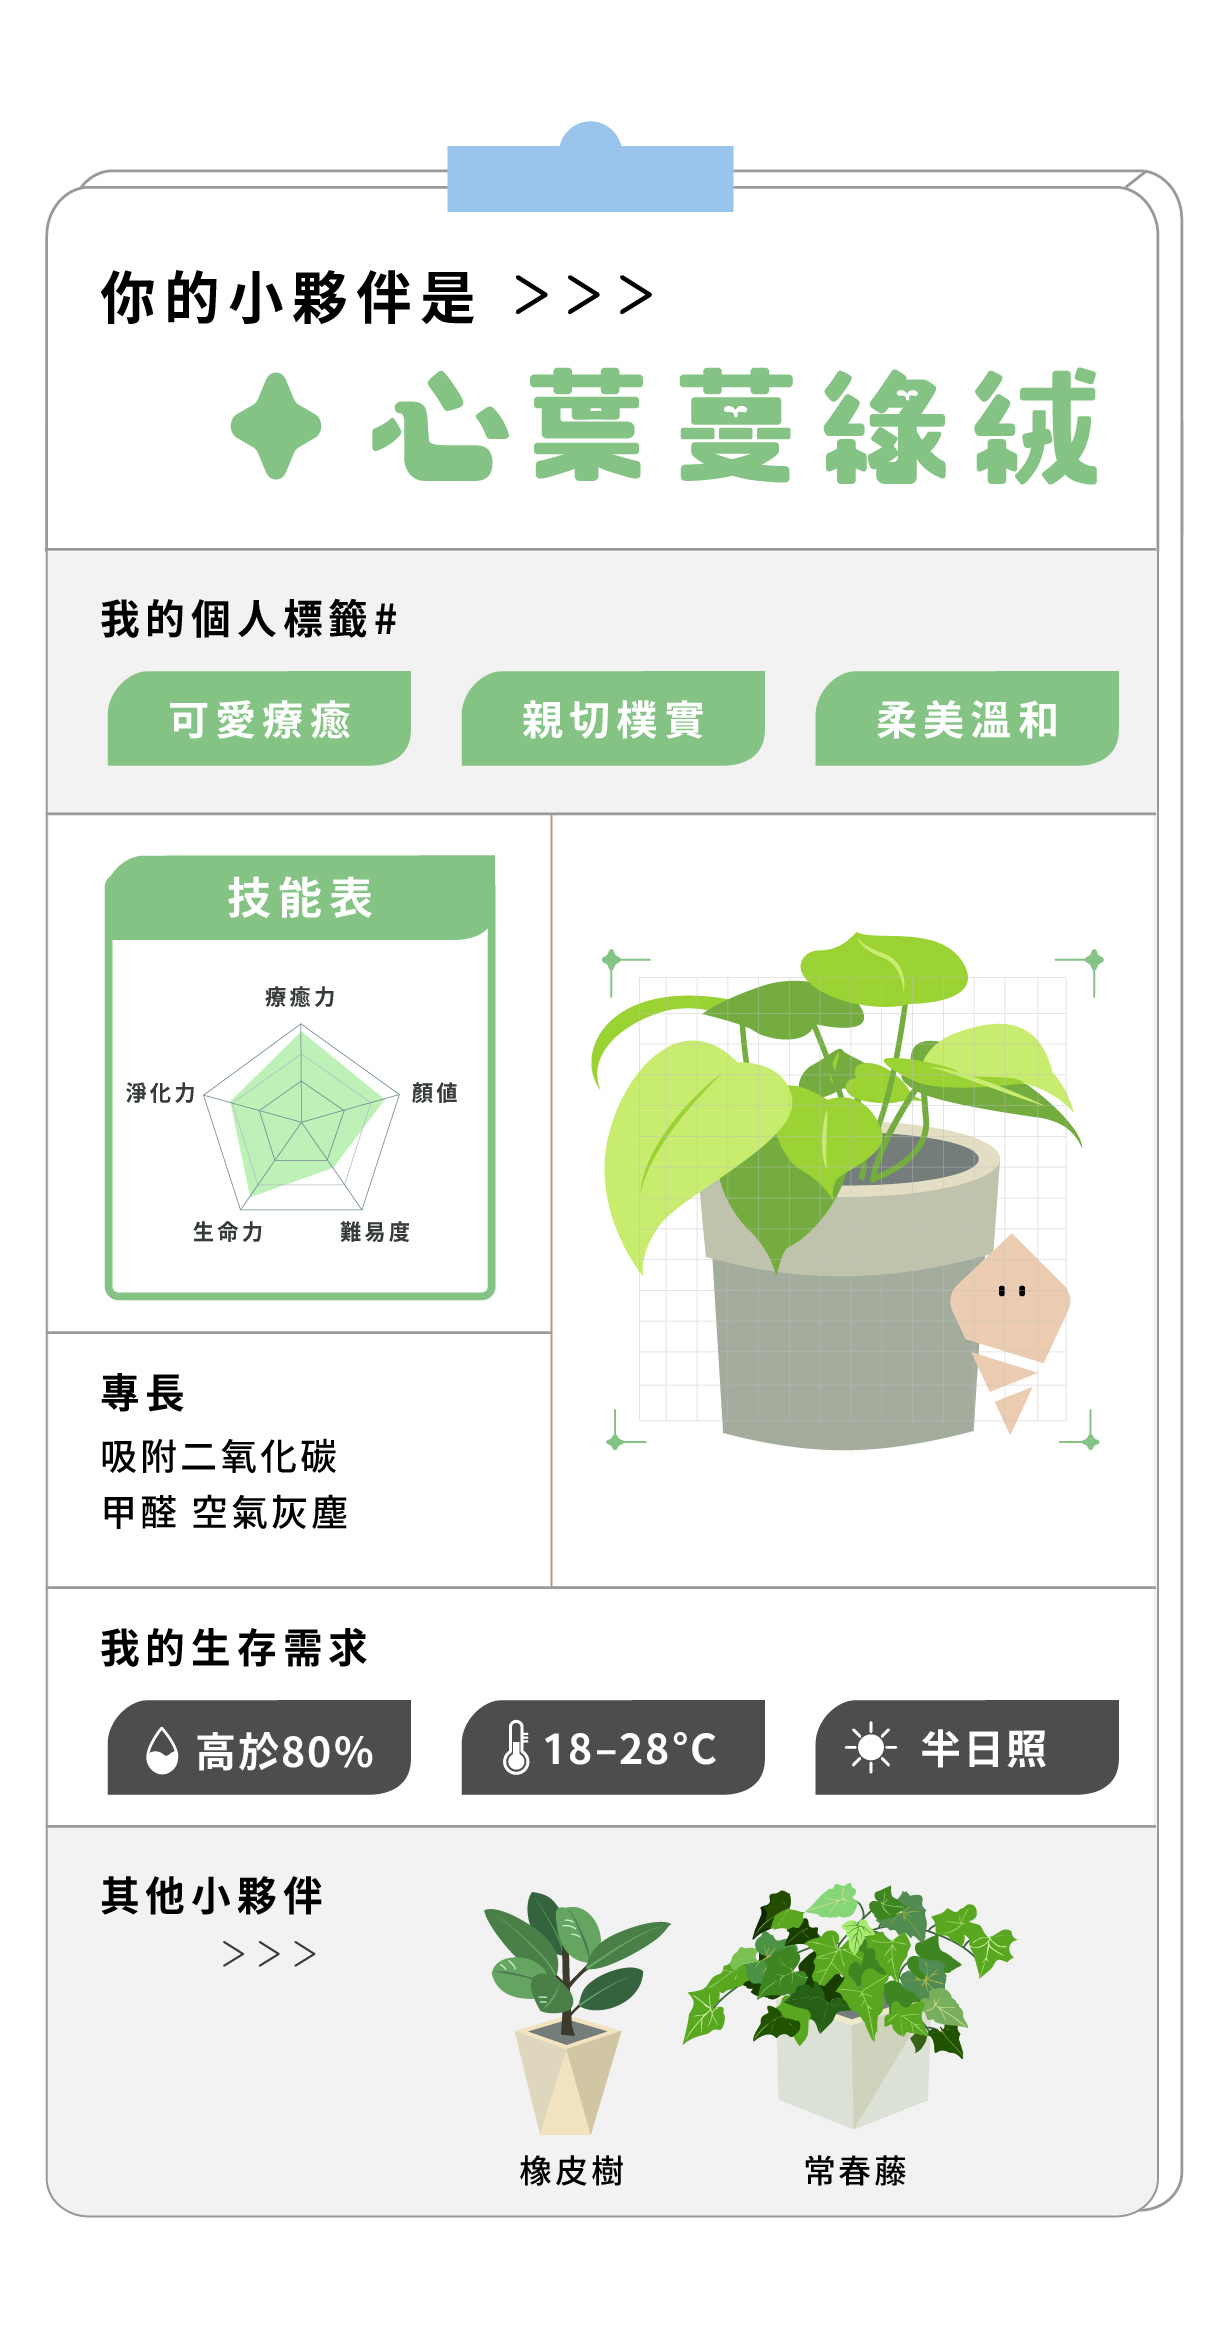 你的小夥伴是 >>>
心葉蔓綠絨
我的個人標籤#
可愛療癒
親切樸實
柔美溫和
技能表
療癒力
淨化力
顏值
生命力
難易度
專長
吸附二氧化碳
甲醛 空氣灰塵
我的生存需求
高於80%
18–28°C
半日照
其他小夥伴
>>>
橡皮樹
常春藤